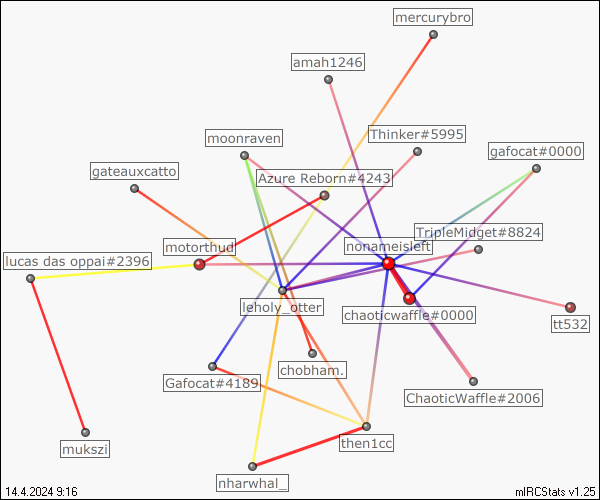 mercurybro
amah1246
Thinker#5995
moonraven
gafocat#0000
gateauxcatto
Azure Reborn#4243
TripleMidget#8824
motorthud
nonameisleft
lucas das oppai#2396
leholy_otter
chaoticwaffle#0000
tt532
chobham.
Gafocat#4189
ChaoticWaffle#2006
mukszi
then1cc
nharwhal_
14.4.2024 9:16
mIRCStats v1.25